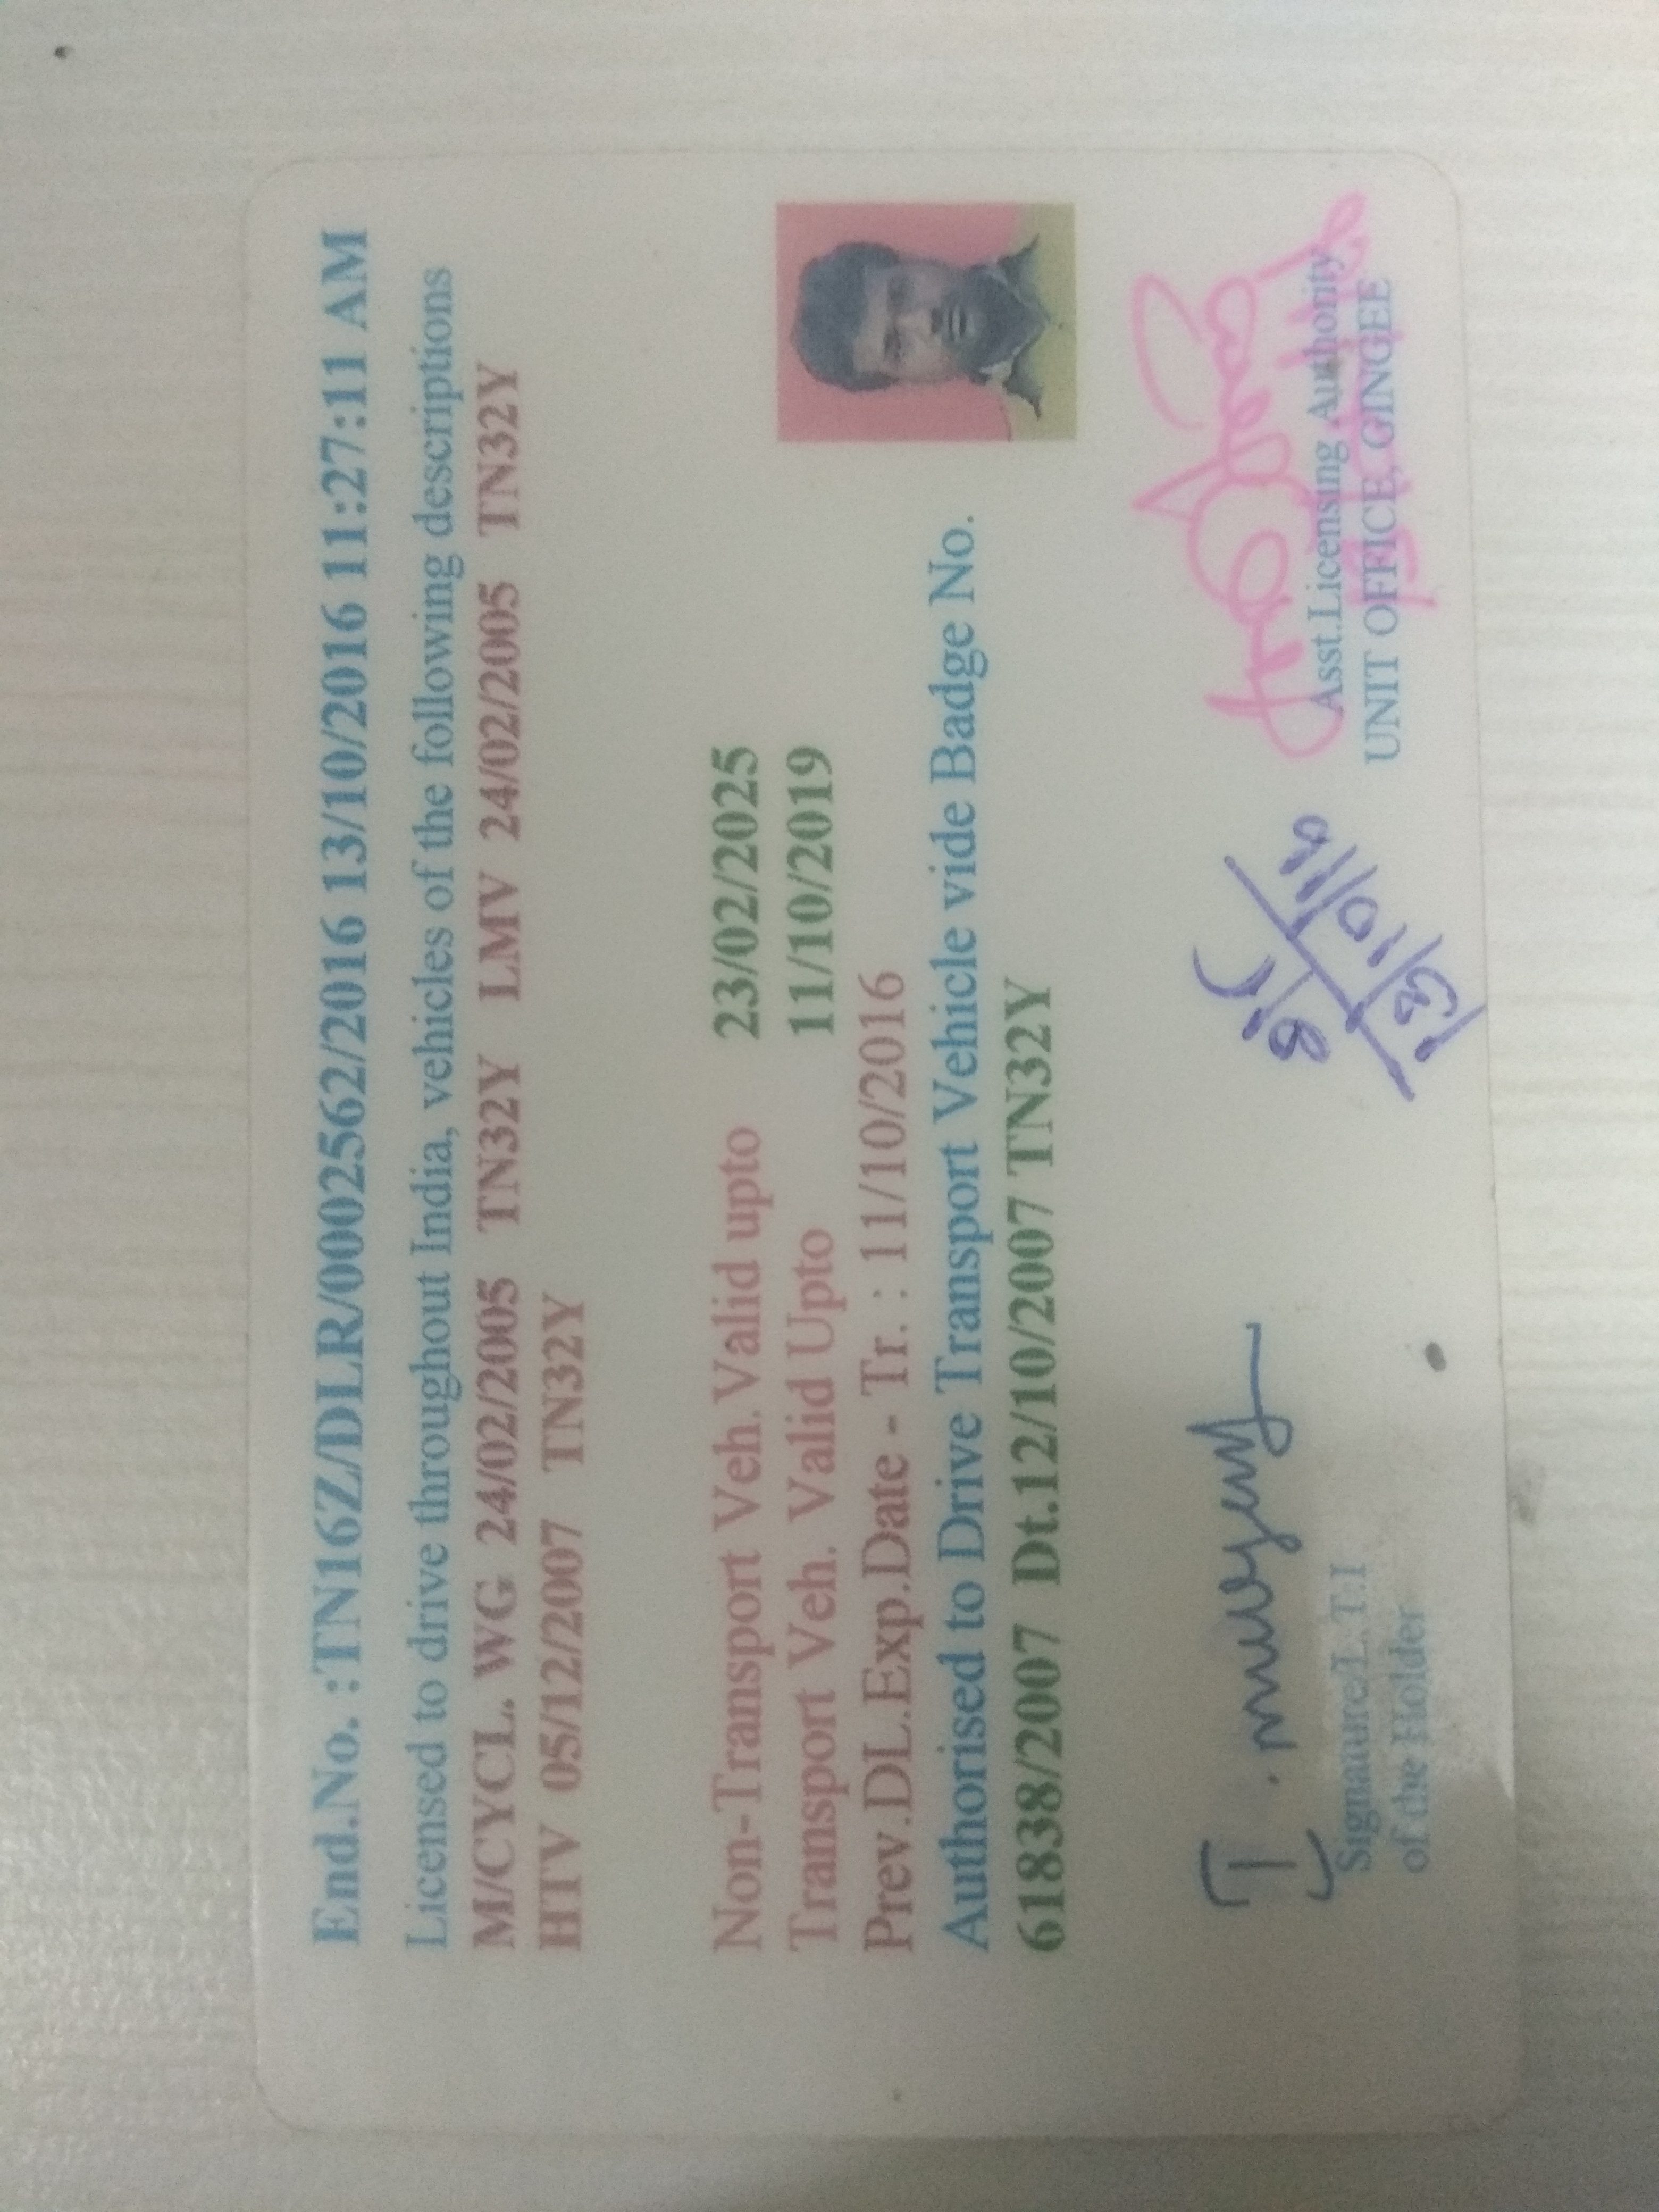 End.No. :TN16Z/DLR/0002562/2016 13/10/2016 11:27:11 AM
Licensed to drive throughout India, vehicles of the following descriptions
M/CYCL. WG 24/02/2005 TN32Y LMV 24/02/2005 TN32Y
HTV 05/12/2007 TN32Y
Non-Transport Veh.Valid upto 23/02/2025
Transport Veh. Valid Upto 11/10/2019
Prev.DL.Exp.Date - Tr. : 11/10/2016
Authorised to Drive Transport Vehicle vide Badge No.
61838/2007 Dt.12/10/2007 TN32Y
Signature/L.T.I
of the Holder
Asst.Licensing Authority
UNIT OFFICE, GINGEE
13/10/16